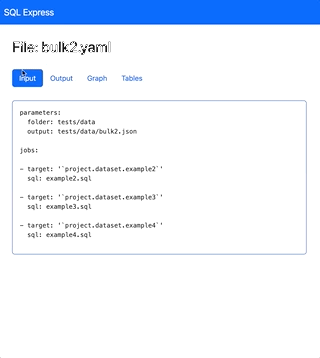 SQL Express
File: bulk2.yaml
Input Output Graph Tables
parameters:
  folder: tests/data
  output: tests/data/bulk2.json
jobs:
- target: '`project.dataset.example2`'
  sql: example2.sql
- target: '`project.dataset.example3`'
  sql: example3.sql
- target: '`project.dataset.example4`'
  sql: example4.sql